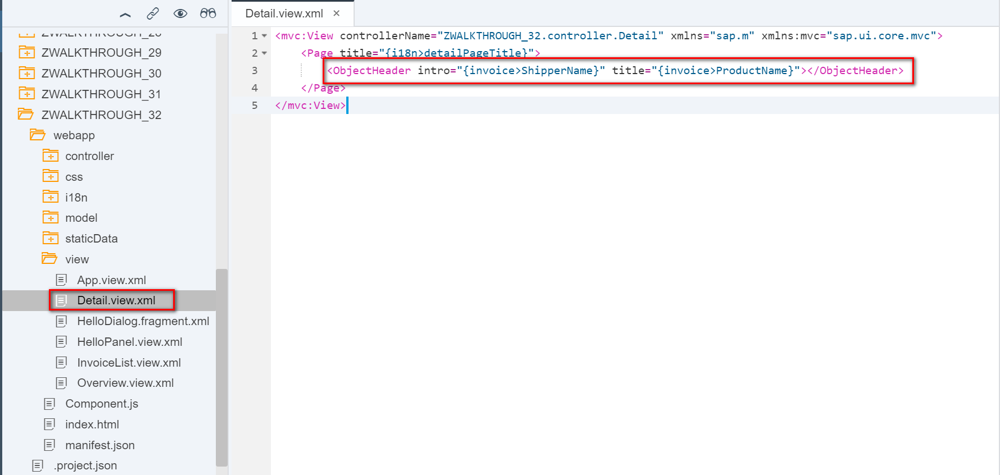 ZWALKTHROUGH_28
ZWALKTHROUGH_29
ZWALKTHROUGH_30
ZWALKTHROUGH_31
ZWALKTHROUGH_32
webapp
controller
css
i18n
model
staticData
view
App.view.xml
Detail.view.xml
HelloDialog.fragment.xml
HelloPanel.view.xml
InvoiceList.view.xml
Overview.view.xml
Component.js
index.html
manifest.json
.project.json
Detail.view.xml ×
1 <mvc:View controllerName="ZWALKTHROUGH_32.controller.Detail" xmlns="sap.m" xmlns:mvc="sap.ui.core.mvc">
2 <Page title="{i18n>detailPageTitle}">
3 <ObjectHeader intro="{invoice>ShipperName}" title="{invoice>ProductName}"></ObjectHeader>
4 </Page>
5 </mvc:View>